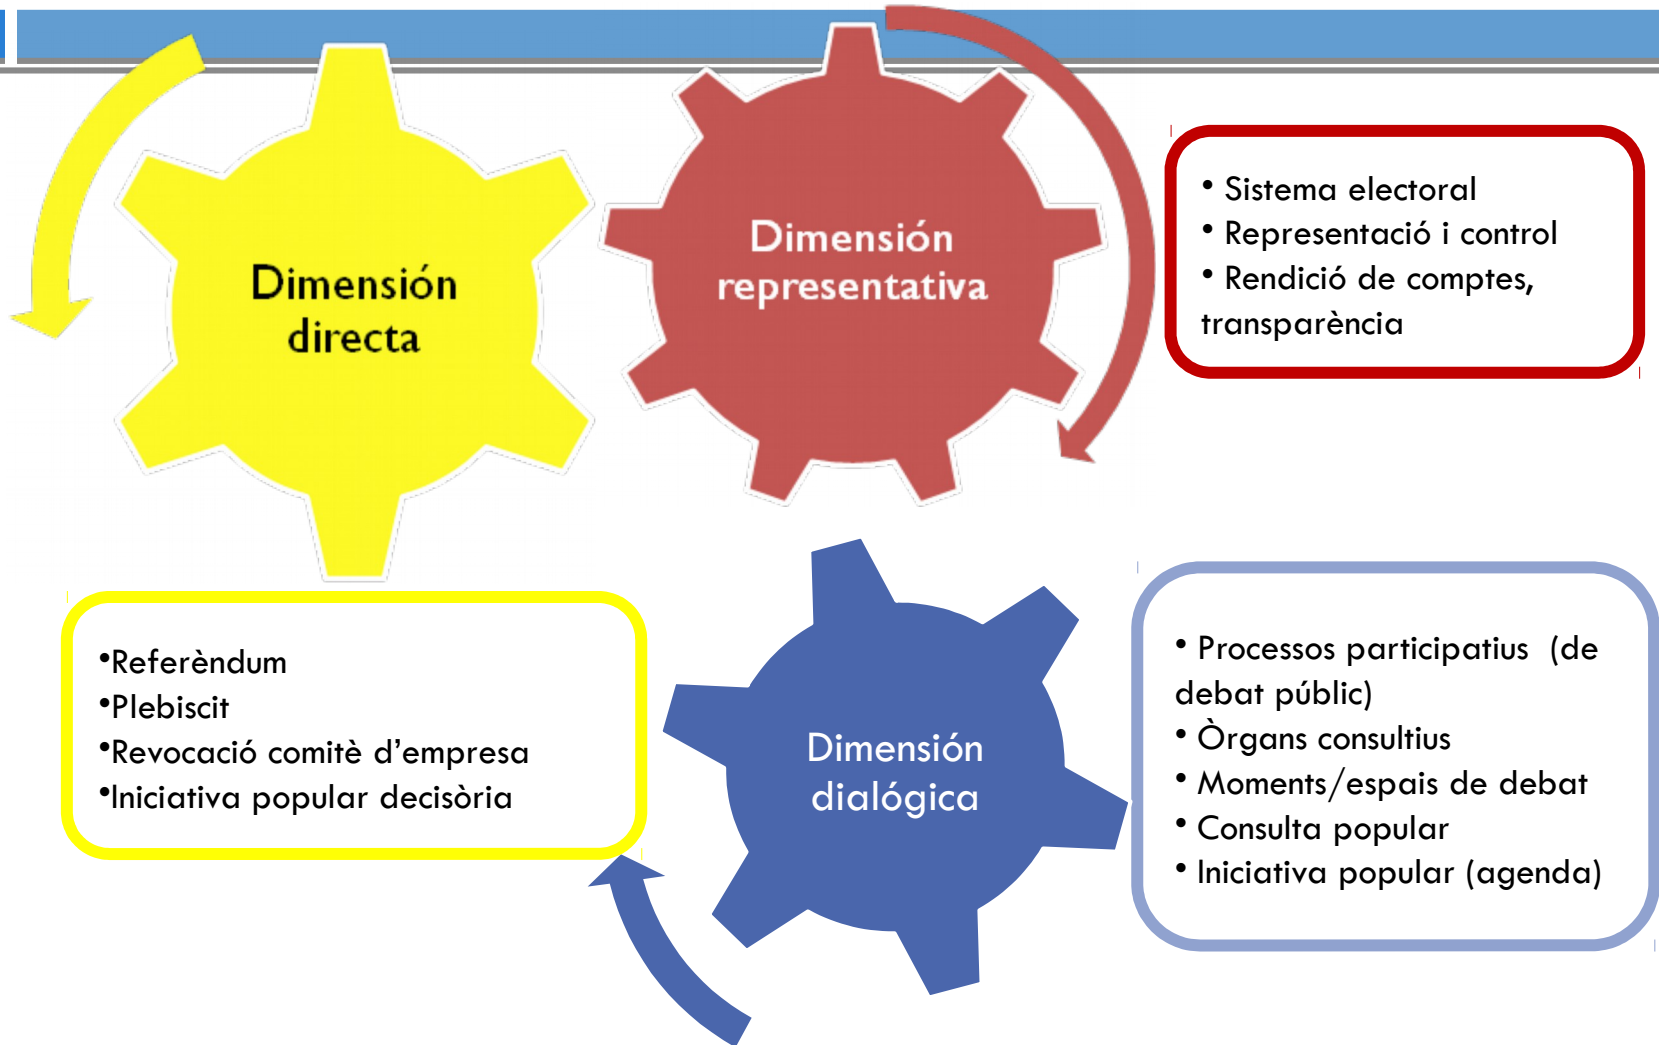 Dimensión
directa
Dimensión
representativa
• Sistema electoral
• Representació i control
• Rendició de comptes,
transparència
•Referèndum
•Plebiscit
•Revocació comitè d’empresa
•Iniciativa popular decisòria
Dimensión
dialógica
• Processos participatius  (de
debat públic)
• Òrgans consultius
• Moments/espais de debat
• Consulta popular
• Iniciativa popular (agenda)